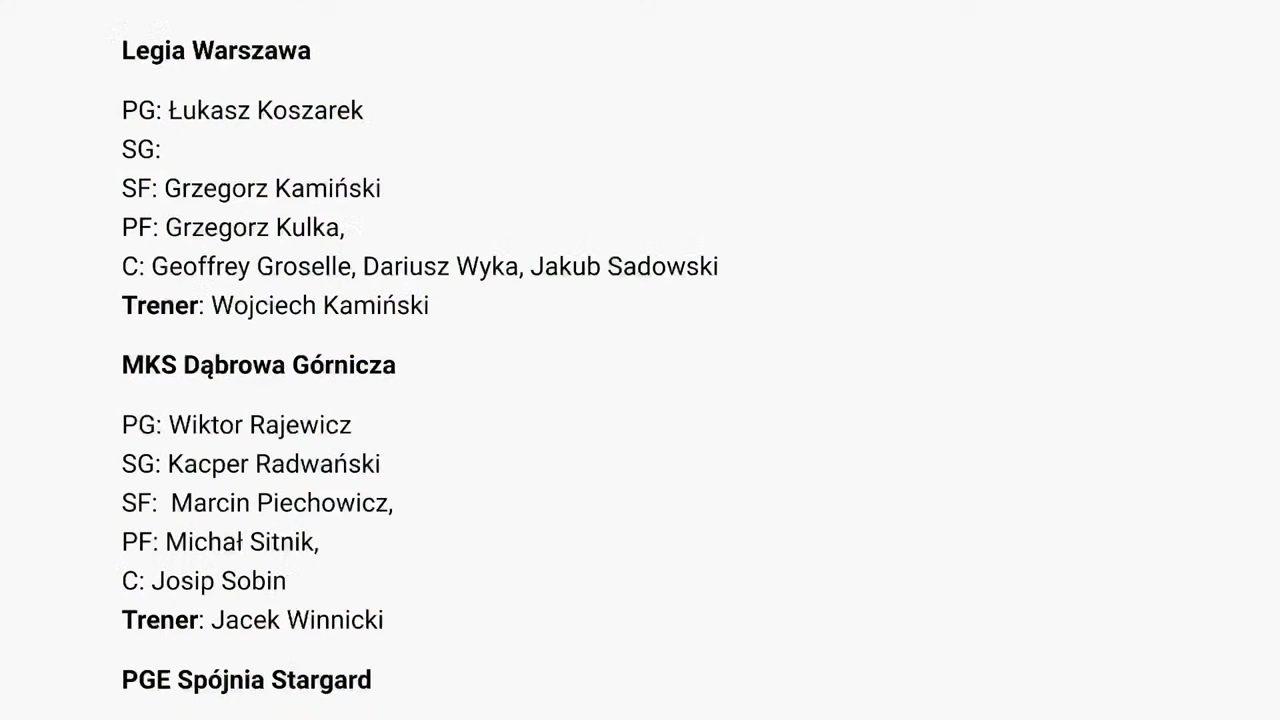 Legia Warszawa
PG: Łukasz Koszarek
SG:
SF: Grzegorz Kamiński
PF: Grzegorz Kulka,
C: Geoffrey Groselle, Dariusz Wyka, Jakub Sadowski
Trener: Wojciech Kamiński
MKS Dąbrowa Górnicza
PG: Wiktor Rajewicz
SG: Kacper Radwański
SF:  Marcin Piechowicz,
PF: Michał Sitnik,
C: Josip Sobin
Trener: Jacek Winnicki
PGE Spójnia Stargard